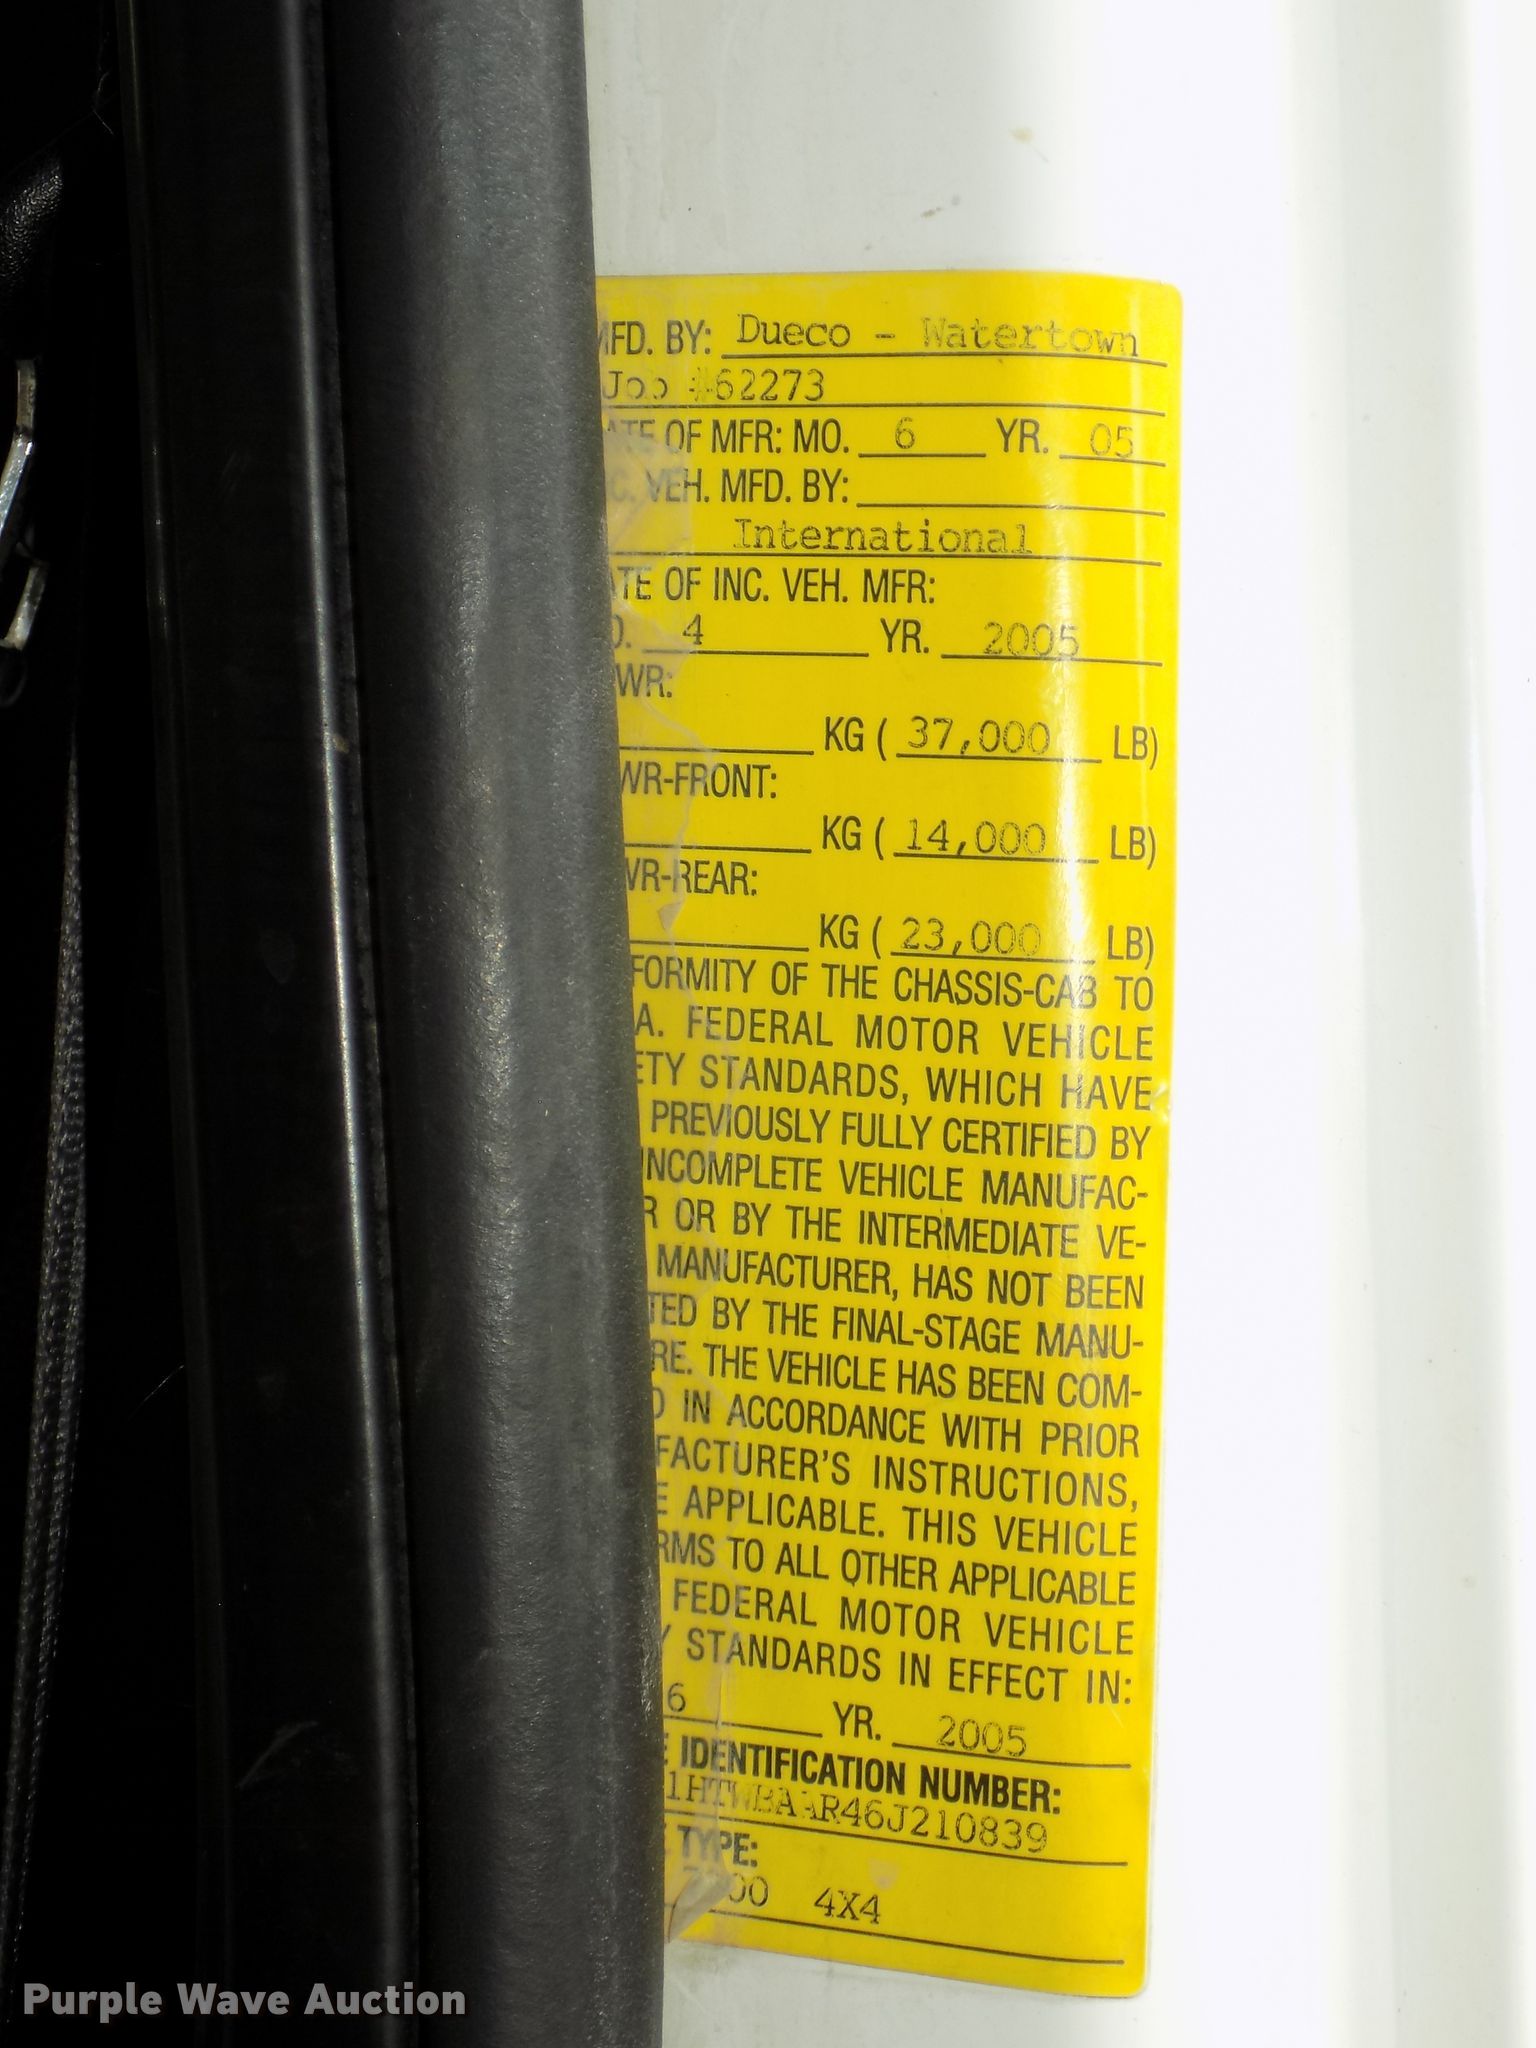 MFD. BY: Dueco - Watertown
Job #62273
ATE OF MFR: MO. 6 YR. 05
C. VEH. MFD. BY:
International
ATE OF INC. VEH. MFR:
O. 4 YR. 2005
WR:
KG ( 37,000 LB)
WR-FRONT:
KG ( 14,000 LB)
WR-REAR:
KG ( 23,000 LB)
FORMITY OF THE CHASSIS-CAB TO
A. FEDERAL MOTOR VEHICLE
ETY STANDARDS, WHICH HAVE
PREVIOUSLY FULLY CERTIFIED BY
INCOMPLETE VEHICLE MANUFAC-
R OR BY THE INTERMEDIATE VE-
MANUFACTURER, HAS NOT BEEN
TED BY THE FINAL-STAGE MANU-
RE. THE VEHICLE HAS BEEN COM-
D IN ACCORDANCE WITH PRIOR
FACTURER'S INSTRUCTIONS,
E APPLICABLE. THIS VEHICLE
RMS TO ALL OTHER APPLICABLE
FEDERAL MOTOR VEHICLE
Y STANDARDS IN EFFECT IN:
6 YR. 2005
E IDENTIFICATION NUMBER:
1HTWBAAR46J210839
E TYPE:
4X4
Purple Wave Auction